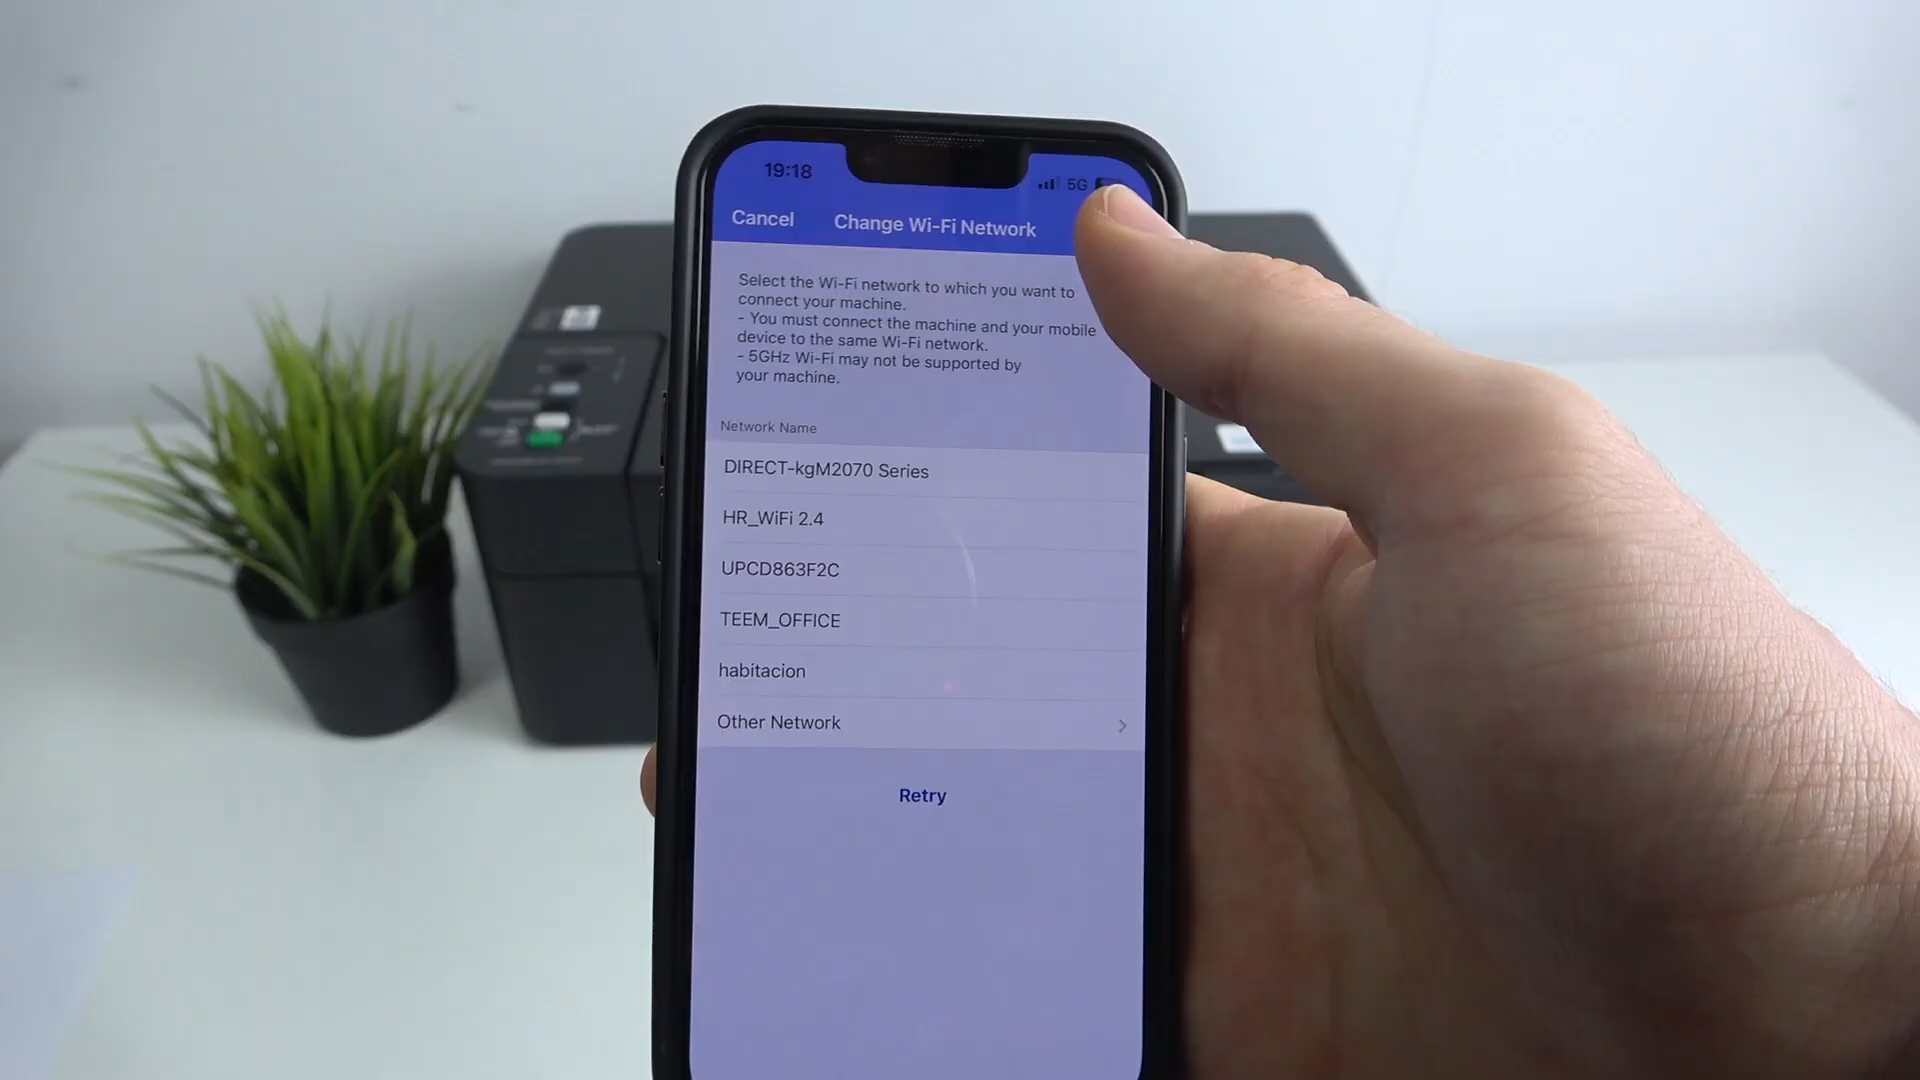 19:18
5G
Cancel
Change Wi-Fi Network
Select the Wi-Fi network to which you want to
connect your machine.
- You must connect the machine and your mobile
device to the same Wi-Fi network.
- 5GHz Wi-Fi may not be supported by
your machine.
Network Name
DIRECT-kgM2070 Series
HR_WiFi 2.4
UPCD863F2C
TEEM_OFFICE
habitacion
Other Network
Retry